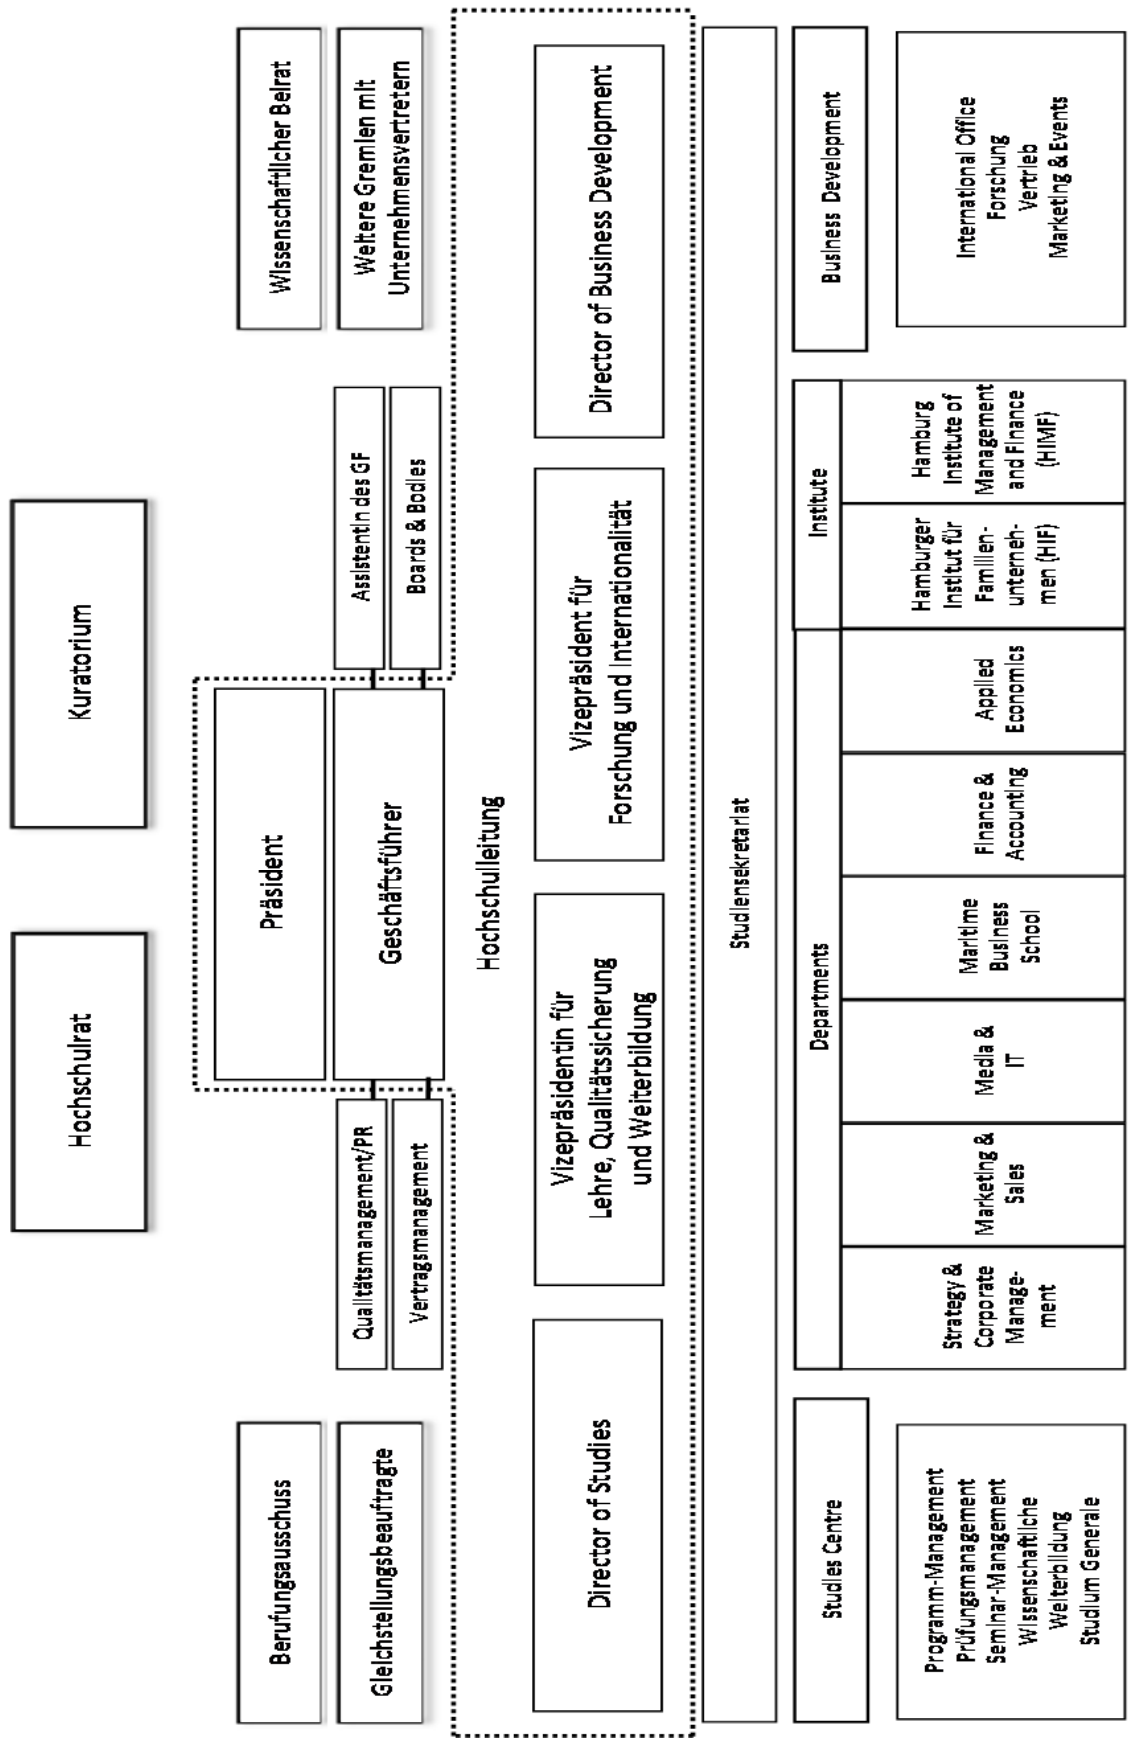 Hochschulrat
Kuratorium
Präsident
Berufungsausschuss
Wissenschaftlicher Beirat
Gleichstellungsbeauftragte
Qualitätsmanagement/PR
Vertragsmanagement
Geschäftsführer
AssistentIn des GF
Boards & Bodies
Weitere Gremien mit
Unternehmensvertretern
Hochschulleitung
Director of Studies
Vizepräsidentin für
Lehre, Qualitätssicherung
und Weiterbildung
Vizepräsident für
Forschung und Internationalität
Director of Business Development
Studiensekretariat
Studies Centre
Departments
Institute
Business Development
Programm-Management
Prüfungsmanagement
Seminar-Management
Wissenschaftliche
Weiterbildung
Studium Generale
Strategy &
Corporate
Manage-
ment
Marketing &
Sales
Media &
IT
Maritime
Business
School
Finance &
Accounting
Applied
Economics
Hamburger
Institut für
Familien-
unterneh-
men (HIF)
Hamburg
Institute of
Management
and Finance
(HIMF)
International Office
Forschung
Vertrieb
Marketing & Events